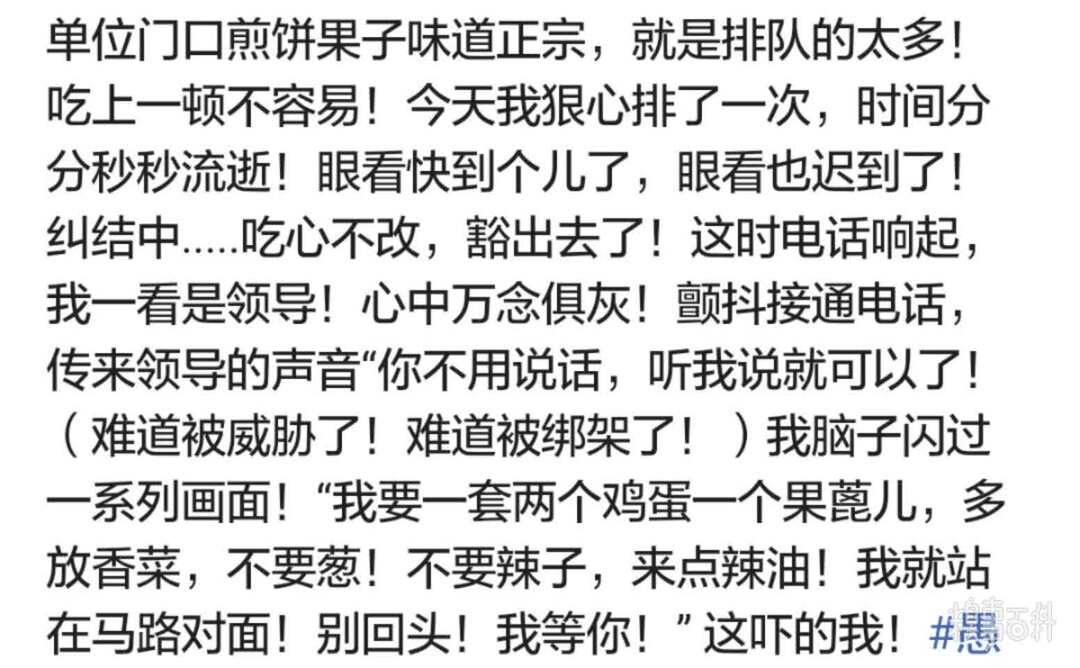 单位门口煎饼果子味道正宗，就是排队的太多！
吃上一顿不容易！今天我狠心排了一次，时间分
分秒秒流逝！眼看快到个儿了，眼看也迟到了！
纠结中.....吃心不改，豁出去了！这时电话响起，
我一看是领导！心中万念俱灰！颤抖接通电话，
传来领导的声音“你不用说话，听我说就可以了！
（难道被威胁了！难道被绑架了！）我脑子闪过
一系列画面！“我要一套两个鸡蛋一个果蓖儿，多
放香菜，不要葱！不要辣子，来点辣油！我就站
在马路对面！别回头！我等你！”这吓的我！#愚